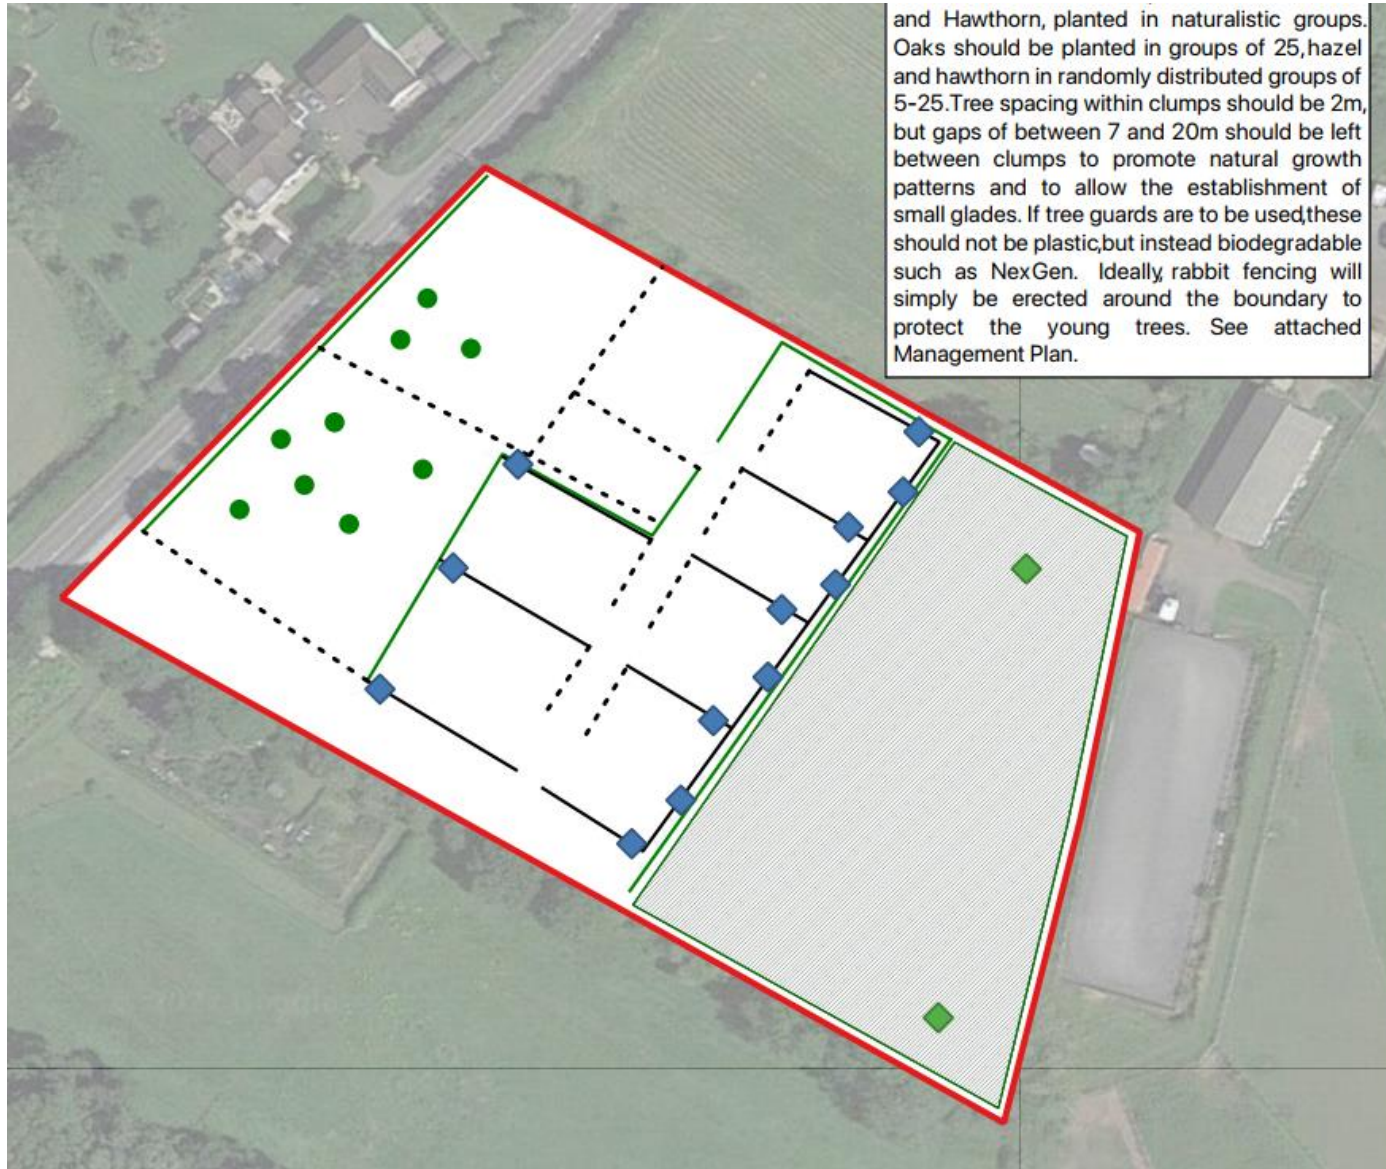 and Hawthorn, planted in naturalistic groups.
Oaks should be planted in groups of 25,hazel
and hawthorn in randomly distributed groups of
5-25.Tree spacing within clumps should be 2m,
but gaps of between 7 and 20m should be left
between clumps to promote natural growth
patterns and to allow the establishment of
small glades. If tree guards are to be used,these
should not be plastic,but instead biodegradable
such as NexGen. Ideally, rabbit fencing will
simply be erected around the boundary to
protect the young trees. See attached
Management Plan.